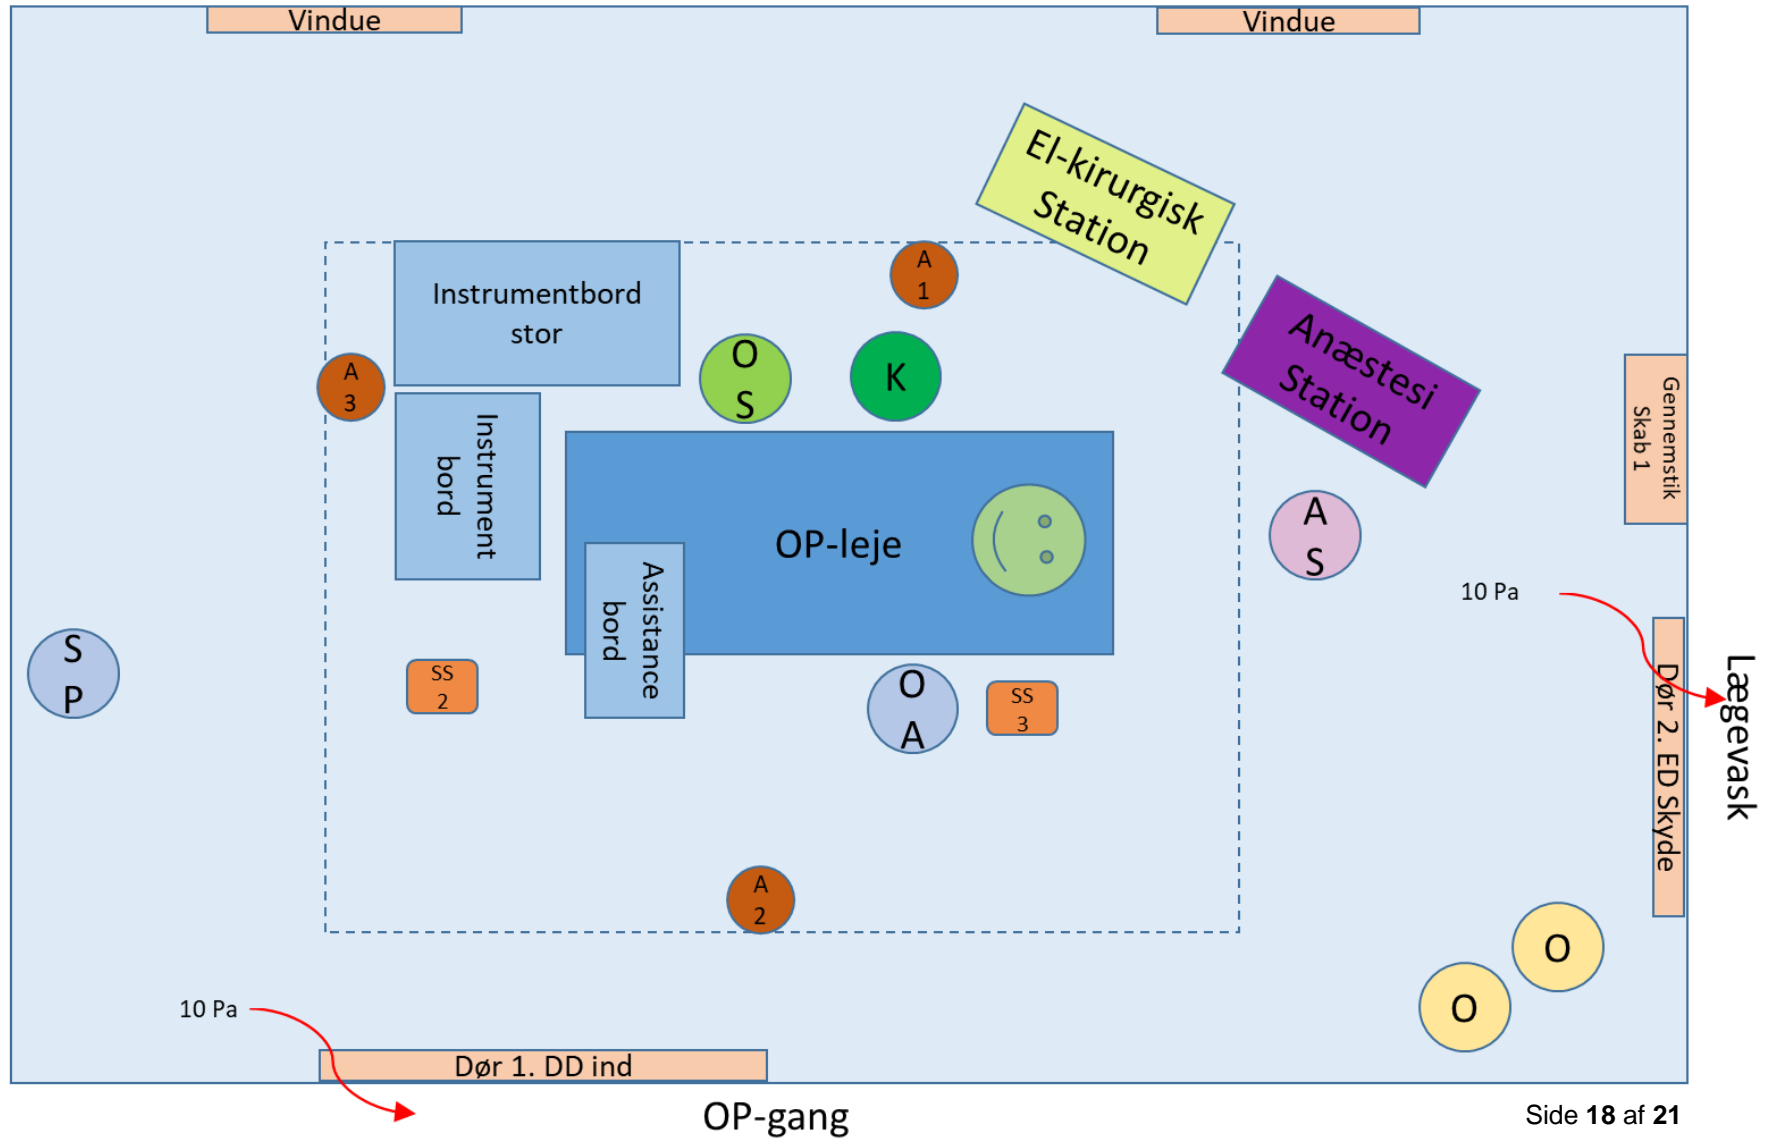 Vindue
Vindue
El-kirurgisk
Station
A
1
Instrumentbord
stor
Anæstesi
Station
O
S
K
A
3
Gennemstik
Skab 1
Instrument
bord
OP-leje
A
S
Assistance
bord
10 Pa
S
P
SS
2
O
A
SS
3
Dør 2. ED Skyde
Lægevask
A
2
O
O
10 Pa
Dør 1. DD ind
OP-gang
Side 18 af 21